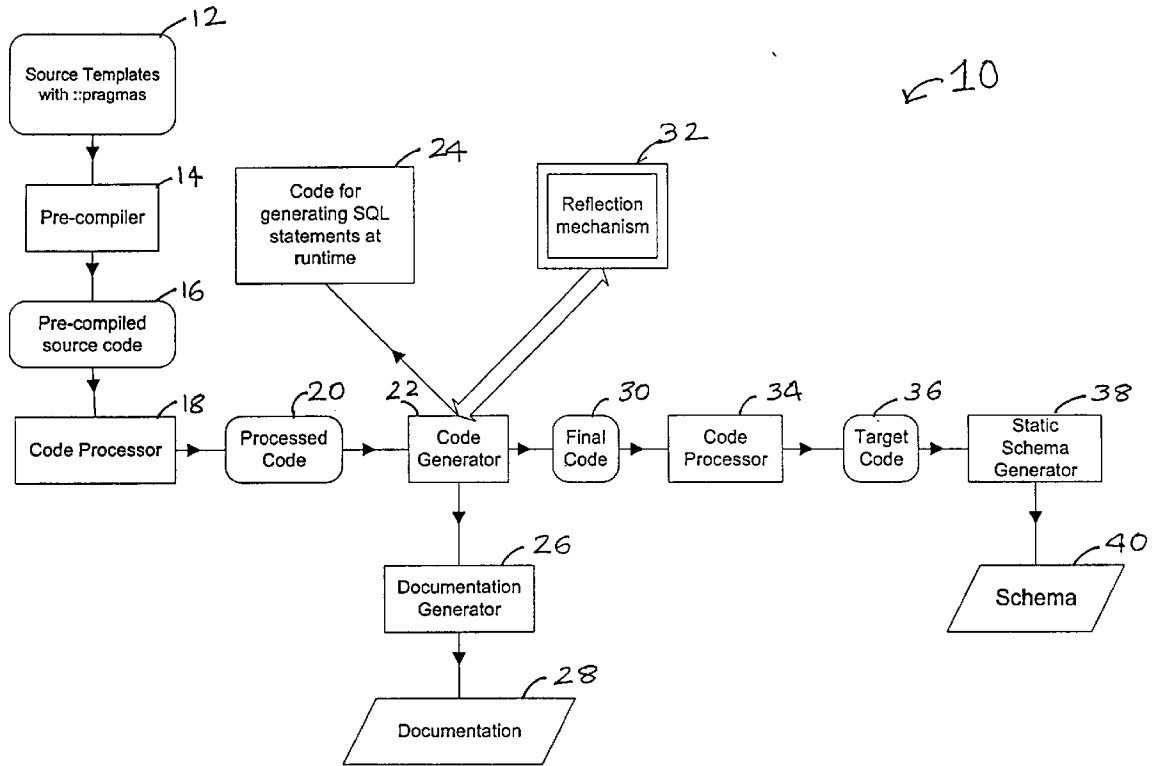 12
Source Templates
with ::pragmas
10
14
Pre-compiler
24
Code for
generating SQL
statements at
runtime
32
Reflection
mechanism
16
Pre-compiled
source code
18
Code Processor
20
Processed
Code
22
Code
Generator
30
Final
Code
34
Code
Processor
36
Target
Code
38
Static
Schema
Generator
26
Documentation
Generator
40
Schema
28
Documentation